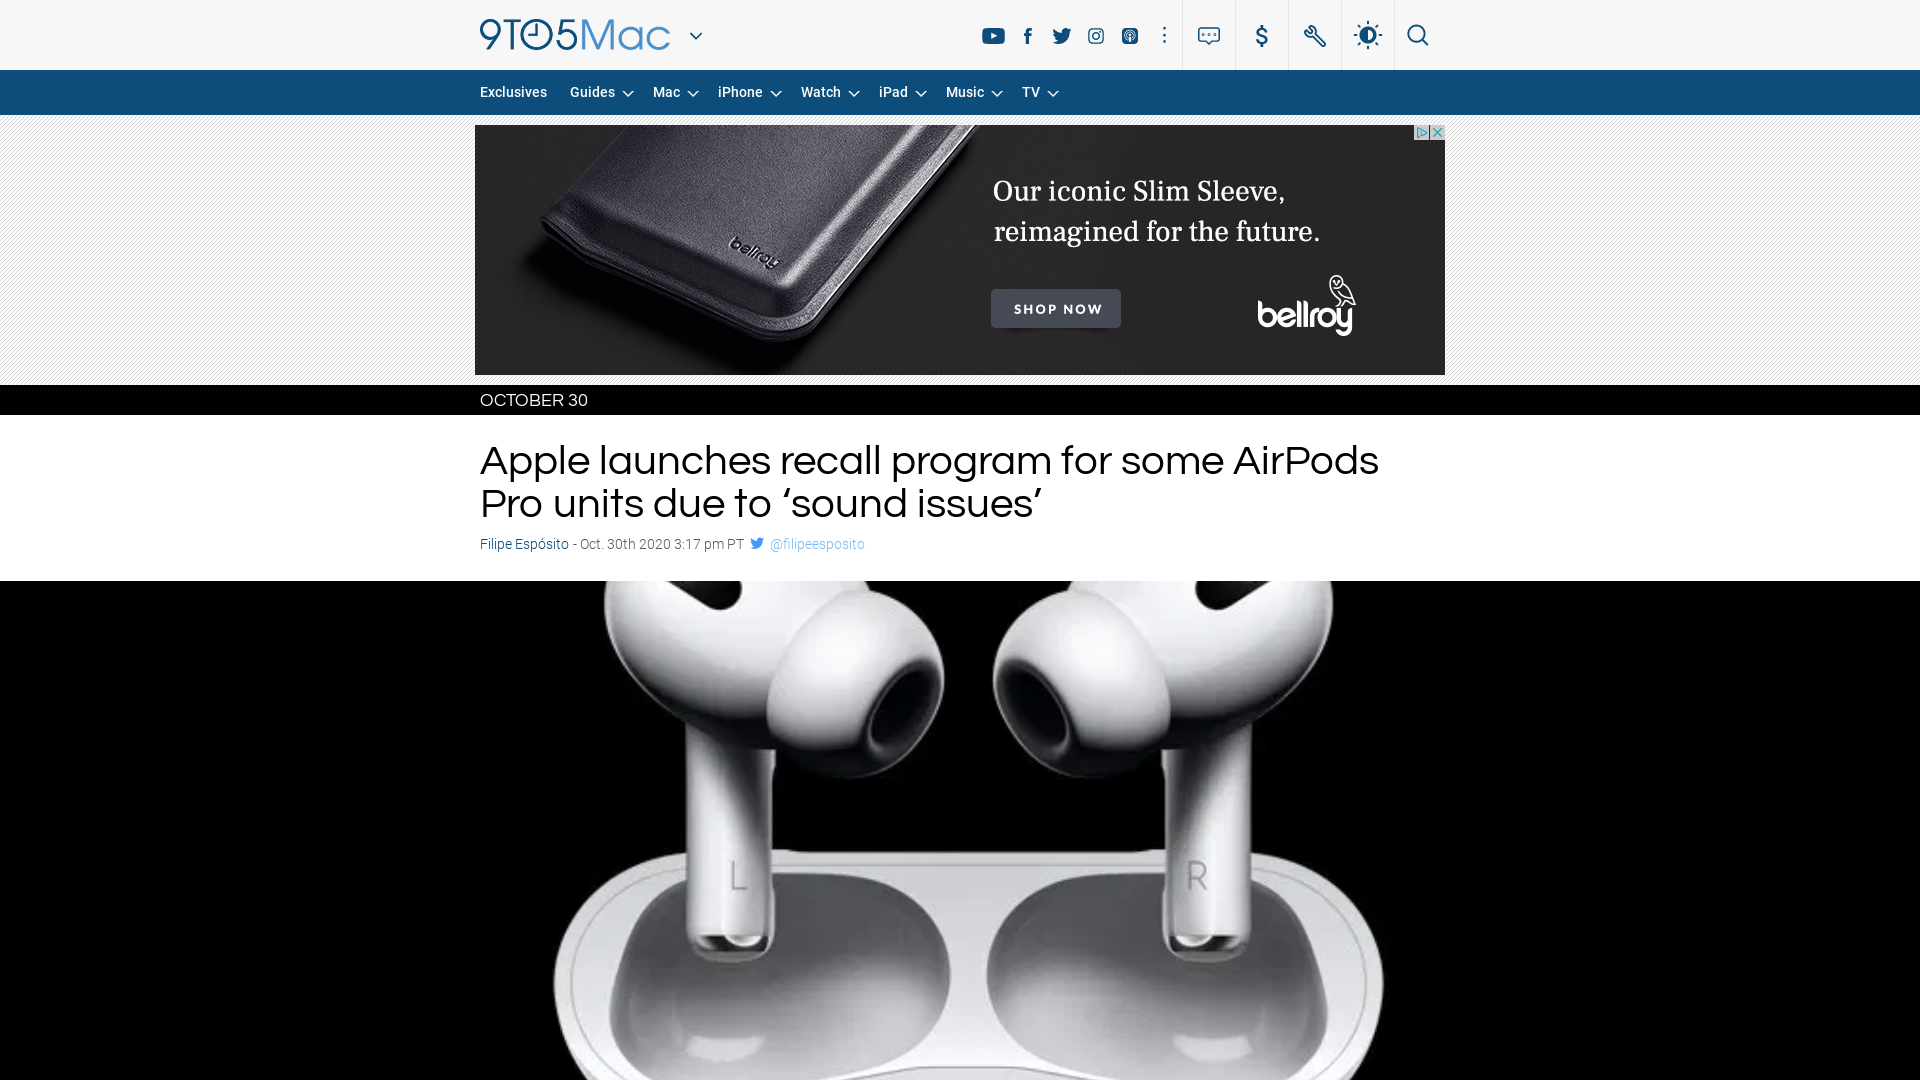 9TO5Mac
Exclusives Guides Mac iPhone Watch iPad Music TV
Our iconic Slim Sleeve,
reimagined for the future.
bellroy
SHOP NOW
bellroy
OCTOBER 30
Apple launches recall program for some AirPods
Pro units due to ‘sound issues’
Filipe Espósito - Oct. 30th 2020 3:17 pm PT @filipeesposito
L R